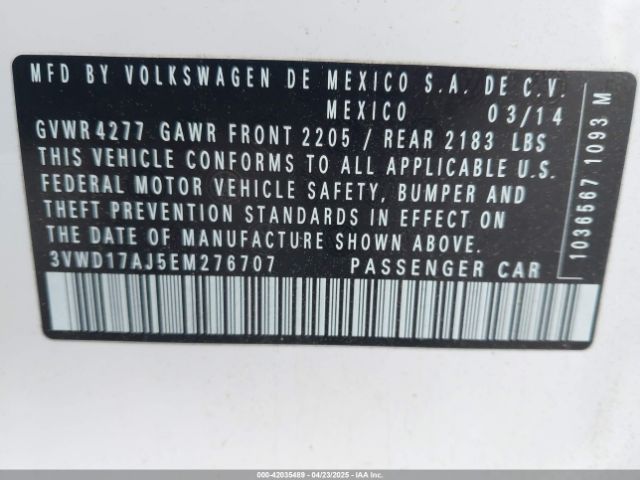 MFD BY VOLKSWAGEN DE MEXICO S.A. DE C.V.
MEXICO 03/14
GVWR 4277 GAWR FRONT 2205 / REAR 2183 LBS
THIS VEHICLE CONFORMS TO ALL APPLICABLE U.S.
FEDERAL MOTOR VEHICLE SAFETY, BUMPER AND
THEFT PREVENTION STANDARDS IN EFFECT ON
THE DATE OF MANUFACTURE SHOWN ABOVE.
3VWD17AJ5EM276707 PASSENGER CAR
1036667 1093 M
000-42035489 - 04/23/2025 - IAA Inc.